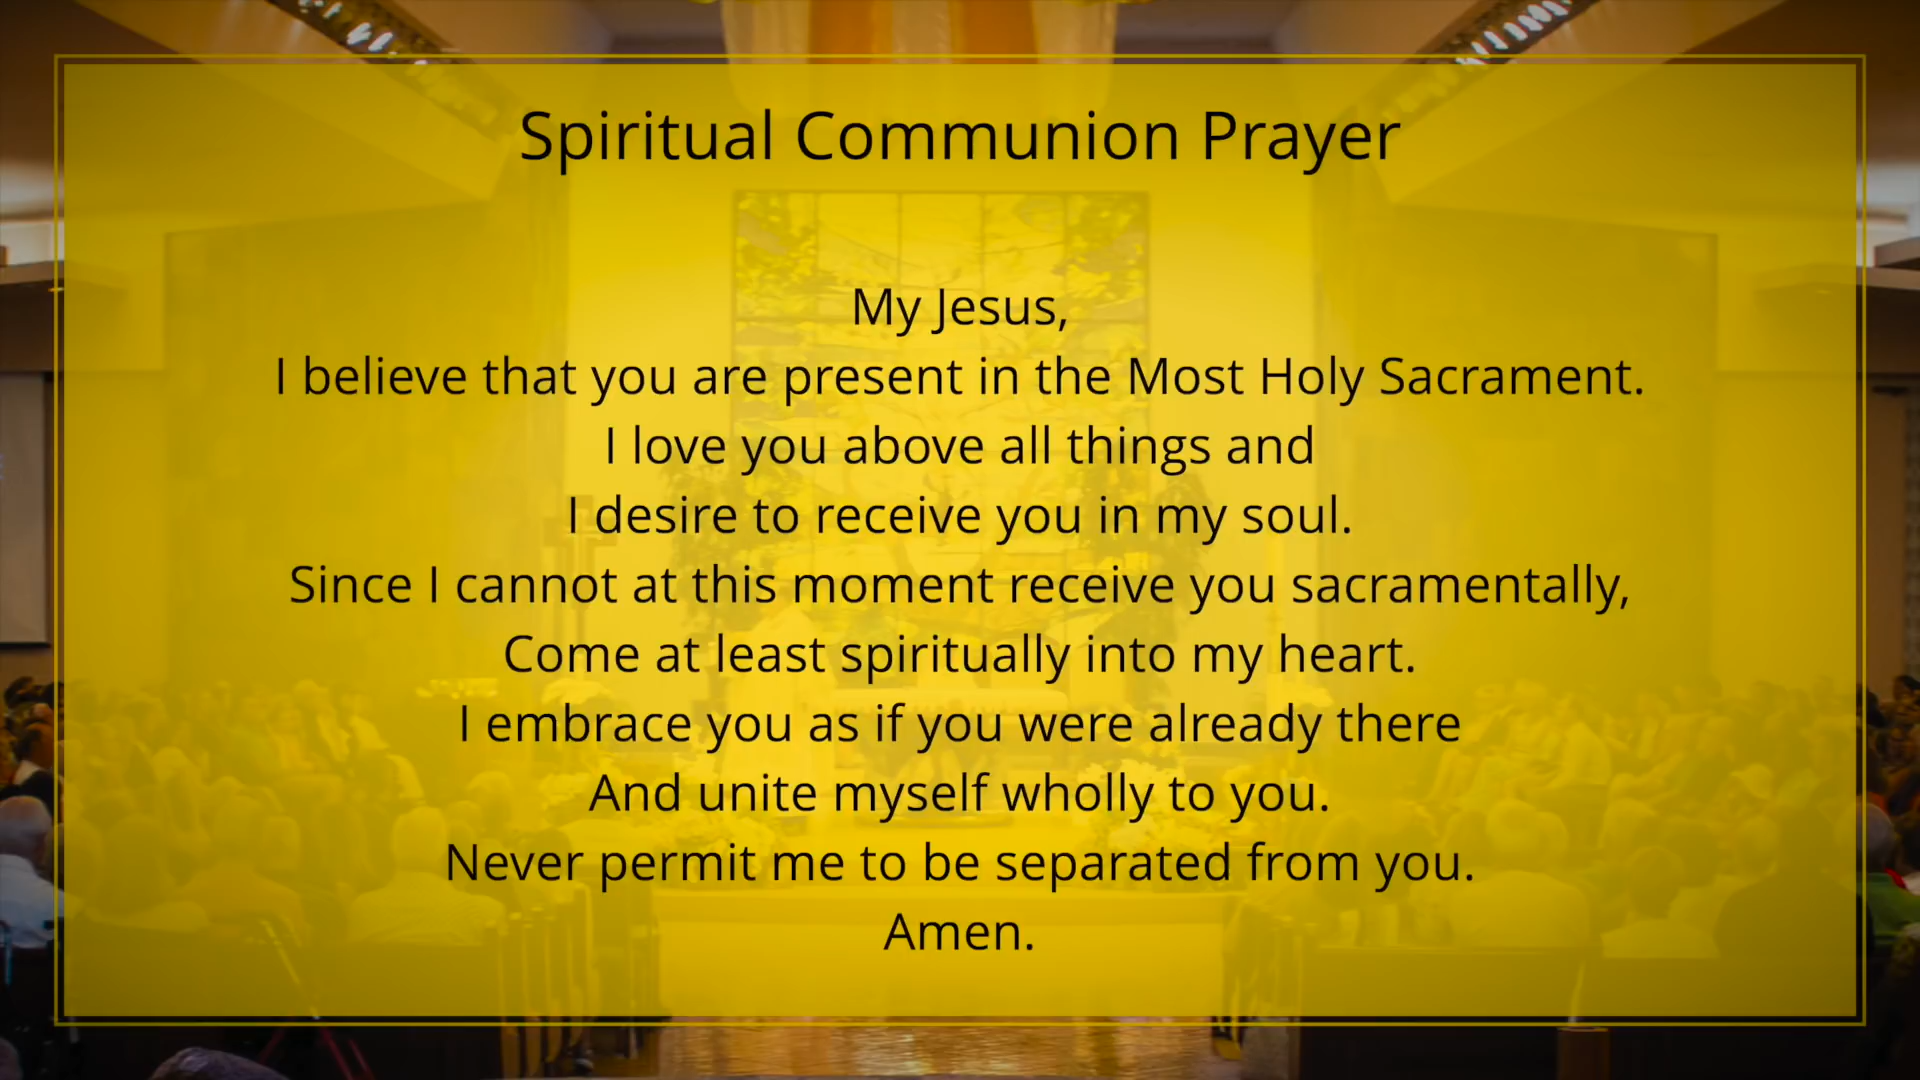 Spiritual Communion Prayer
My Jesus,
I believe that you are present in the Most Holy Sacrament.
I love you above all things and
I desire to receive you in my soul.
Since I cannot at this moment receive you sacramentally,
Come at least spiritually into my heart.
I embrace you as if you were already there
And unite myself wholly to you.
Never permit me to be separated from you.
Amen.